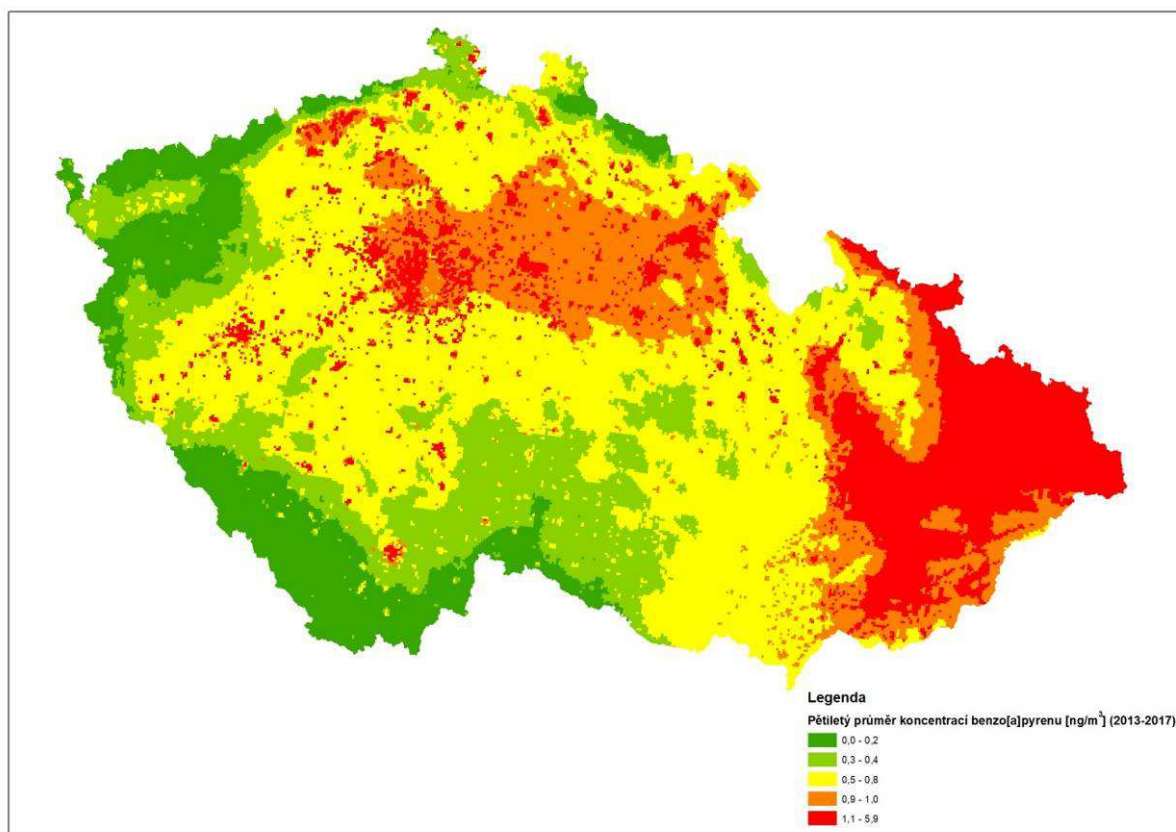 Legenda
Pětiletý průměr koncentrací benzo[a]pyrenu [ng/m³] (2013-2017)
0,0 - 0,2
0,3 - 0,4
0,5 - 0,8
0,9 - 1,0
1,1 - 5,9